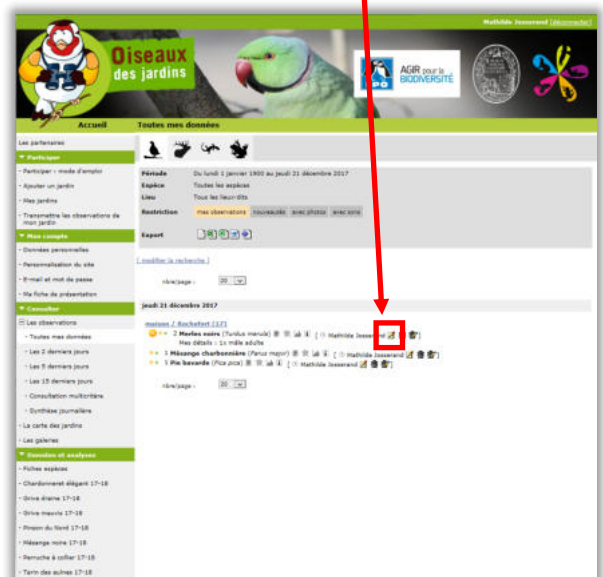 Mathilde Jesserand [déconnecter]
Oiseaux
des jardins
LPO
AGIR pour la
BIODIVERSITÉ
Accueil
Toutes mes données
Les partenaires
Participer
- Participer : mode d'emploi
- Ajouter un jardin
- Mes jardins
- Transmettre les observations de
mon jardin
Mon compte
- Données personnelles
- Personnalisation du site
- E-mail et mot de passe
- Ma fiche de présentation
Consulter
Les observations
- Toutes mes données
- Les 2 derniers jours
- Les 5 derniers jours
- Les 15 derniers jours
- Consultation multicritère
- Synthèse journalière
- La carte des jardins
- Les galeries
Données et analyses
- Fiches espèces
- Chardonneret élégant 17-18
- Grive draine 17-18
- Grive mauvis 17-18
- Pinson du Nord 17-18
- Mésange noire 17-18
- Perruche à collier 17-18
- Tarin des aulnes 17-18
Période Du lundi 1 janvier 1900 au jeudi 21 décembre 2017
Espèce Toutes les espèces
Lieu Tous les lieux-dits
Restriction mes observations nouveautés avec photos avec sons
Export
[ modifier la recherche ]
nbre/page : 20
jeudi 21 décembre 2017
maison / Rochefort (17)
2 Merles noirs (Turdus merula) [ Mathilde Jesserand ]
Mes détails : 1x mâle adulte
3 Mésange charbonnière (Parus major) [ Mathilde Jesserand ]
5 Pie bavarde (Pica pica) [ Mathilde Jesserand ]
nbre/page : 20